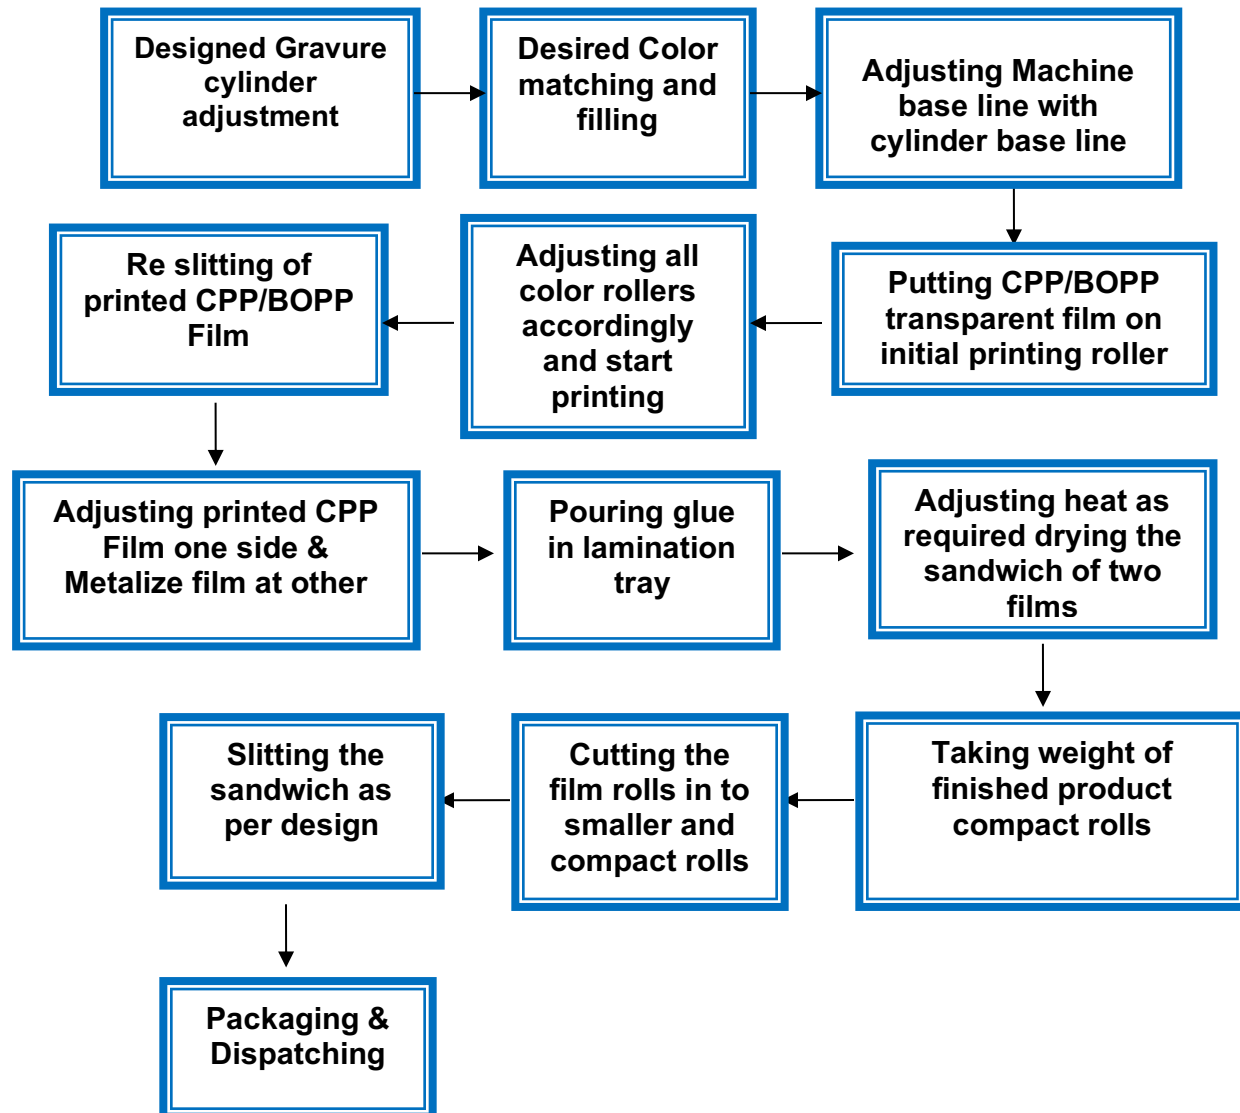 Designed Gravure
cylinder
adjustment
Desired Color
matching and
filling
Adjusting Machine
base line with
cylinder base line
Putting CPP/BOPP
transparent film on
initial printing roller
Adjusting all
color rollers
accordingly
and start
printing
Re slitting of
printed CPP/BOPP
Film
Adjusting printed CPP
Film one side &
Metalize film at other
Pouring glue
in lamination
tray
Adjusting heat as
required drying the
sandwich of two
films
Taking weight of
finished product
compact rolls
Cutting the
film rolls in to
smaller and
compact rolls
Slitting the
sandwich as
per design
Packaging &
Dispatching